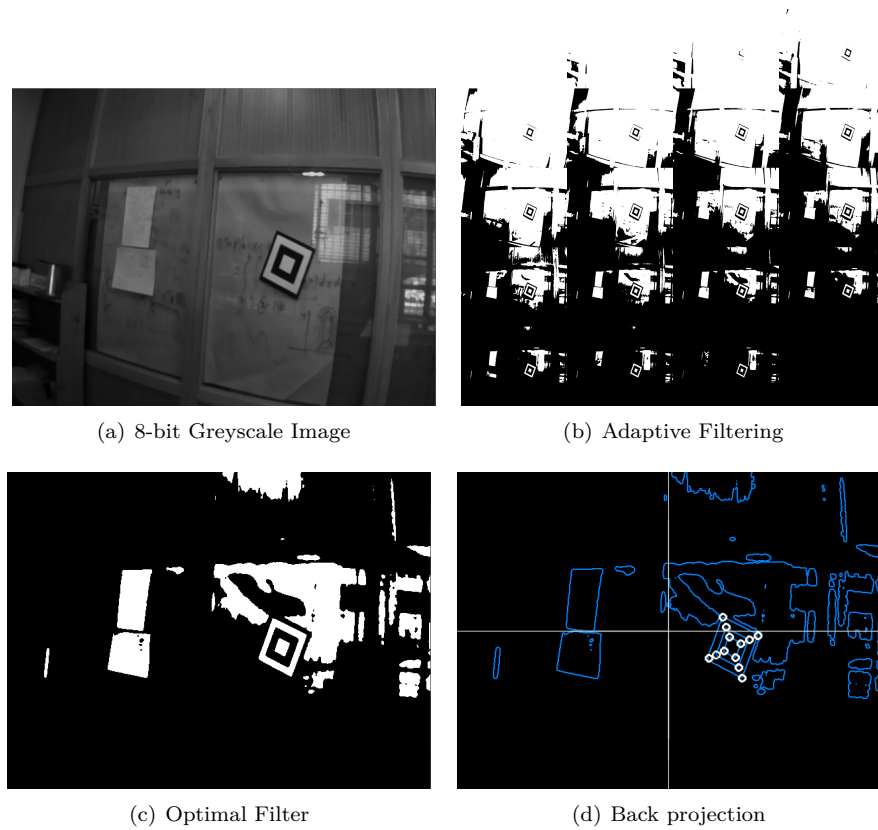 (a) 8-bit Greyscale Image
(b) Adaptive Filtering
(c) Optimal Filter
(d) Back projection